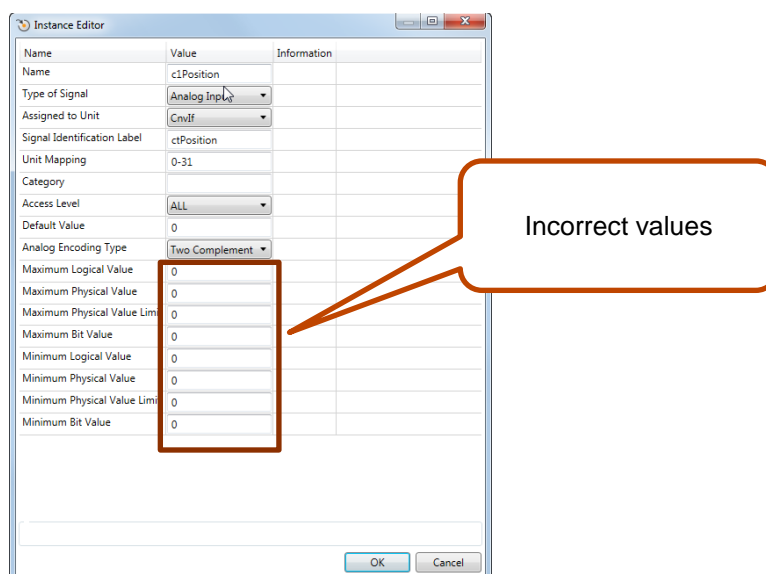 Instance Editor
Name Value Information
Name c1Position
Type of Signal Analog Input
Assigned to Unit CnvIf
Signal Identification Label ctPosition
Unit Mapping 0-31
Category
Access Level ALL
Default Value 0
Analog Encoding Type Two Complement
Maximum Logical Value 0
Maximum Physical Value 0
Maximum Physical Value Limi 0
Maximum Bit Value 0
Minimum Logical Value 0
Minimum Physical Value 0
Minimum Physical Value Limi 0
Minimum Bit Value 0
Incorrect values
OK Cancel